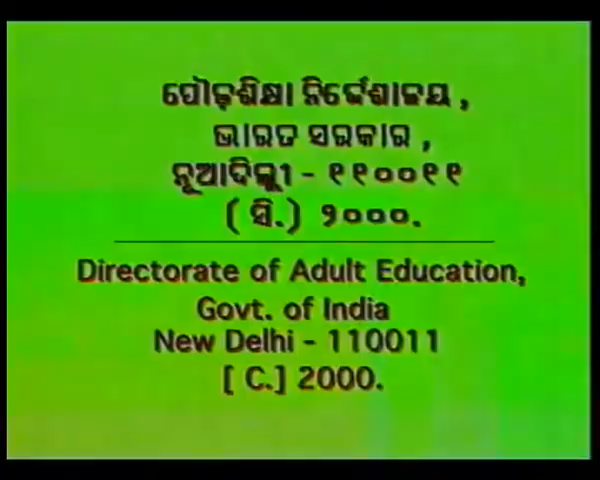 ପୌଢ଼ଶିକ୍ଷା ନିର୍ଦ୍ଦେଶାଳୟ ,
ଭାରତ ସରକାର ,
ନୂଆଦିଲ୍ଲୀ - ୧୧୦୦୧୧
( ସି.) ୨୦୦୦.
Directorate of Adult Education,
Govt. of India
New Delhi - 110011
[ C.] 2000.